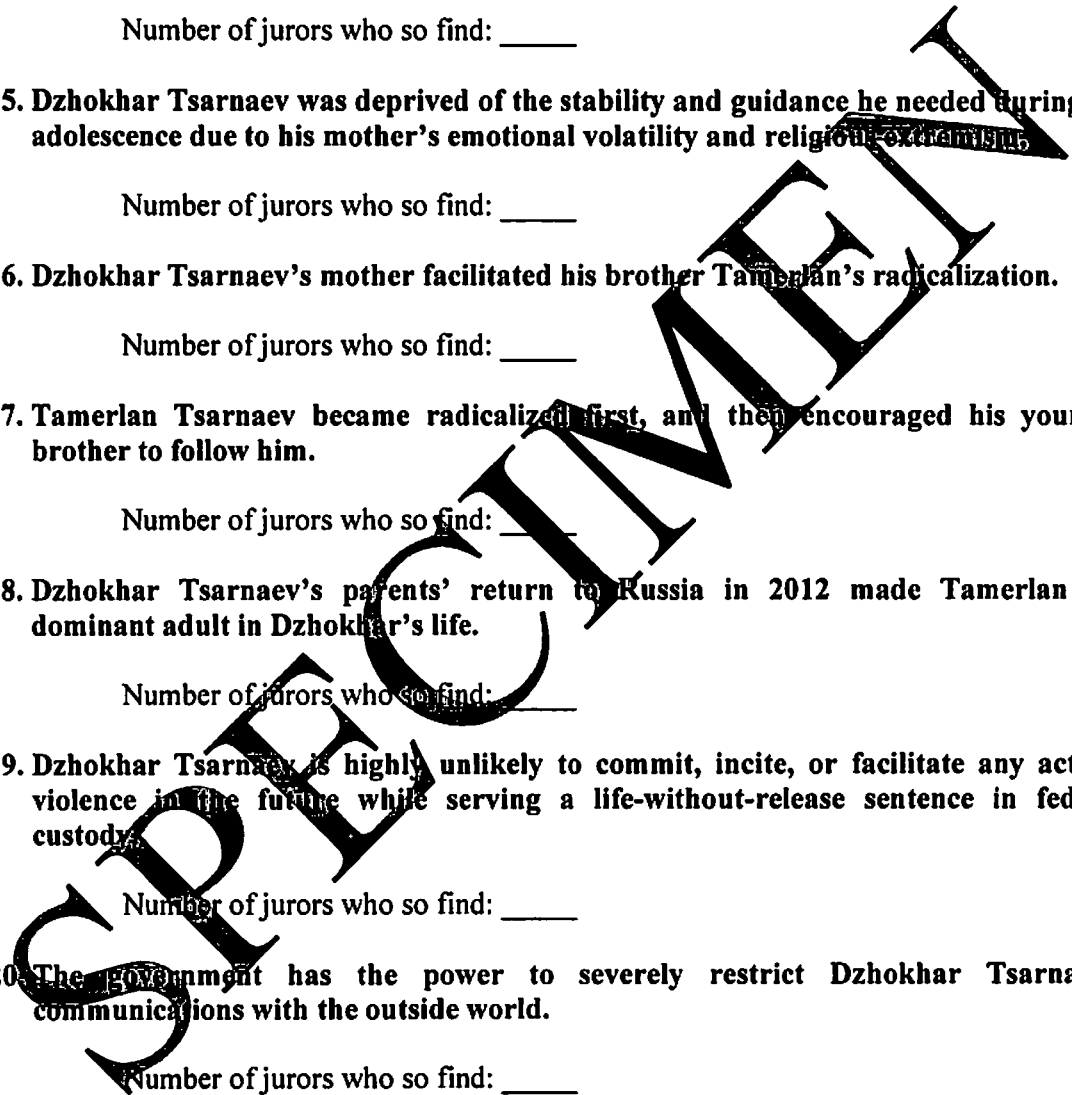 Number of jurors who so find: _____
5. Dzhokhar Tsarnaev was deprived of the stability and guidance he needed during
adolescence due to his mother's emotional volatility and religious extremism.
Number of jurors who so find: _____
6. Dzhokhar Tsarnaev's mother facilitated his brother Tamerlan's radicalization.
Number of jurors who so find: _____
7. Tamerlan Tsarnaev became radicalized first, and then encouraged his your
brother to follow him.
Number of jurors who so find: _____
8. Dzhokhar Tsarnaev's parents' return to Russia in 2012 made Tamerlan
dominant adult in Dzhokhar's life.
Number of jurors who so find: _____
9. Dzhokhar Tsarnaev is highly unlikely to commit, incite, or facilitate any act
violence in the future while serving a life-without-release sentence in fed
custody.
Number of jurors who so find: _____
0. The government has the power to severely restrict Dzhokhar Tsarna
communications with the outside world.
Number of jurors who so find: _____
SPECIMEN